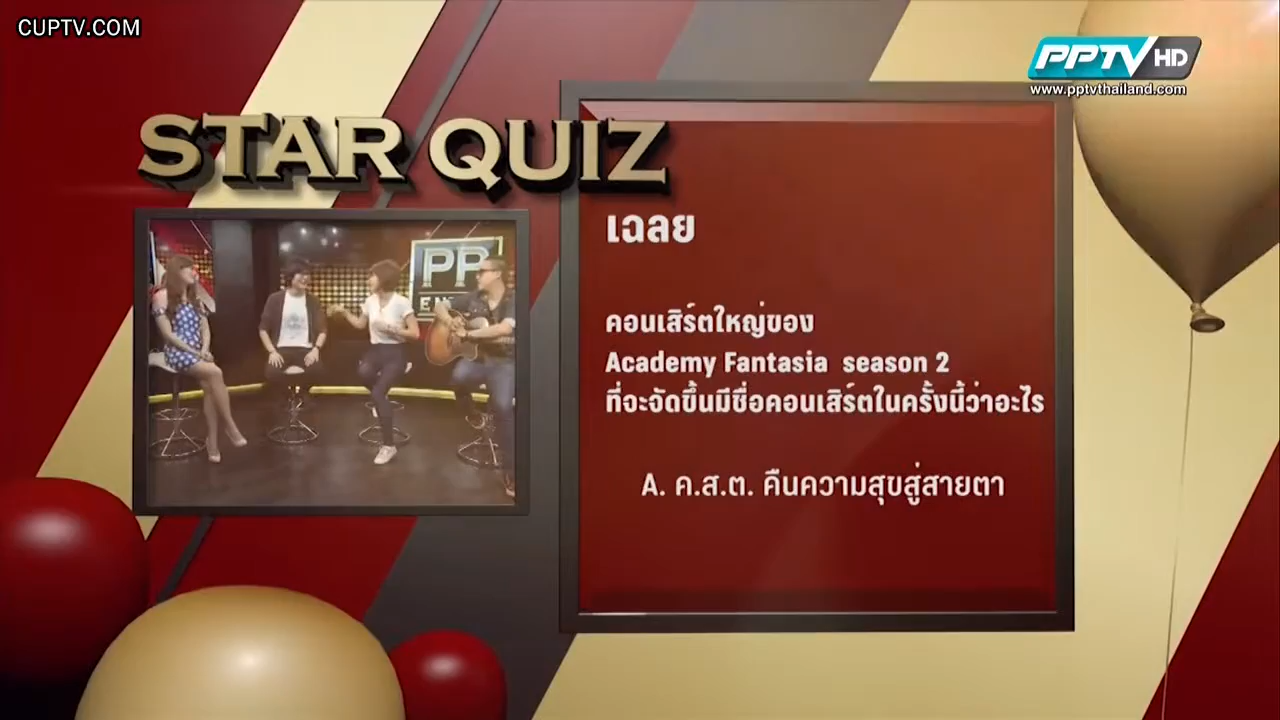 CUPTV.COM
PPTV HD
www.pptvthailand.com
STAR QUIZ
PP
เฉลย
คอนเสิร์ตใหญ่ของ
Academy Fantasia season 2
ที่จะจัดขึ้นมีชื่อคอนเสิร์ตในครั้งนี้ว่าอะไร
A. ค.ส.ต. คืนความสุขสู่สายตา